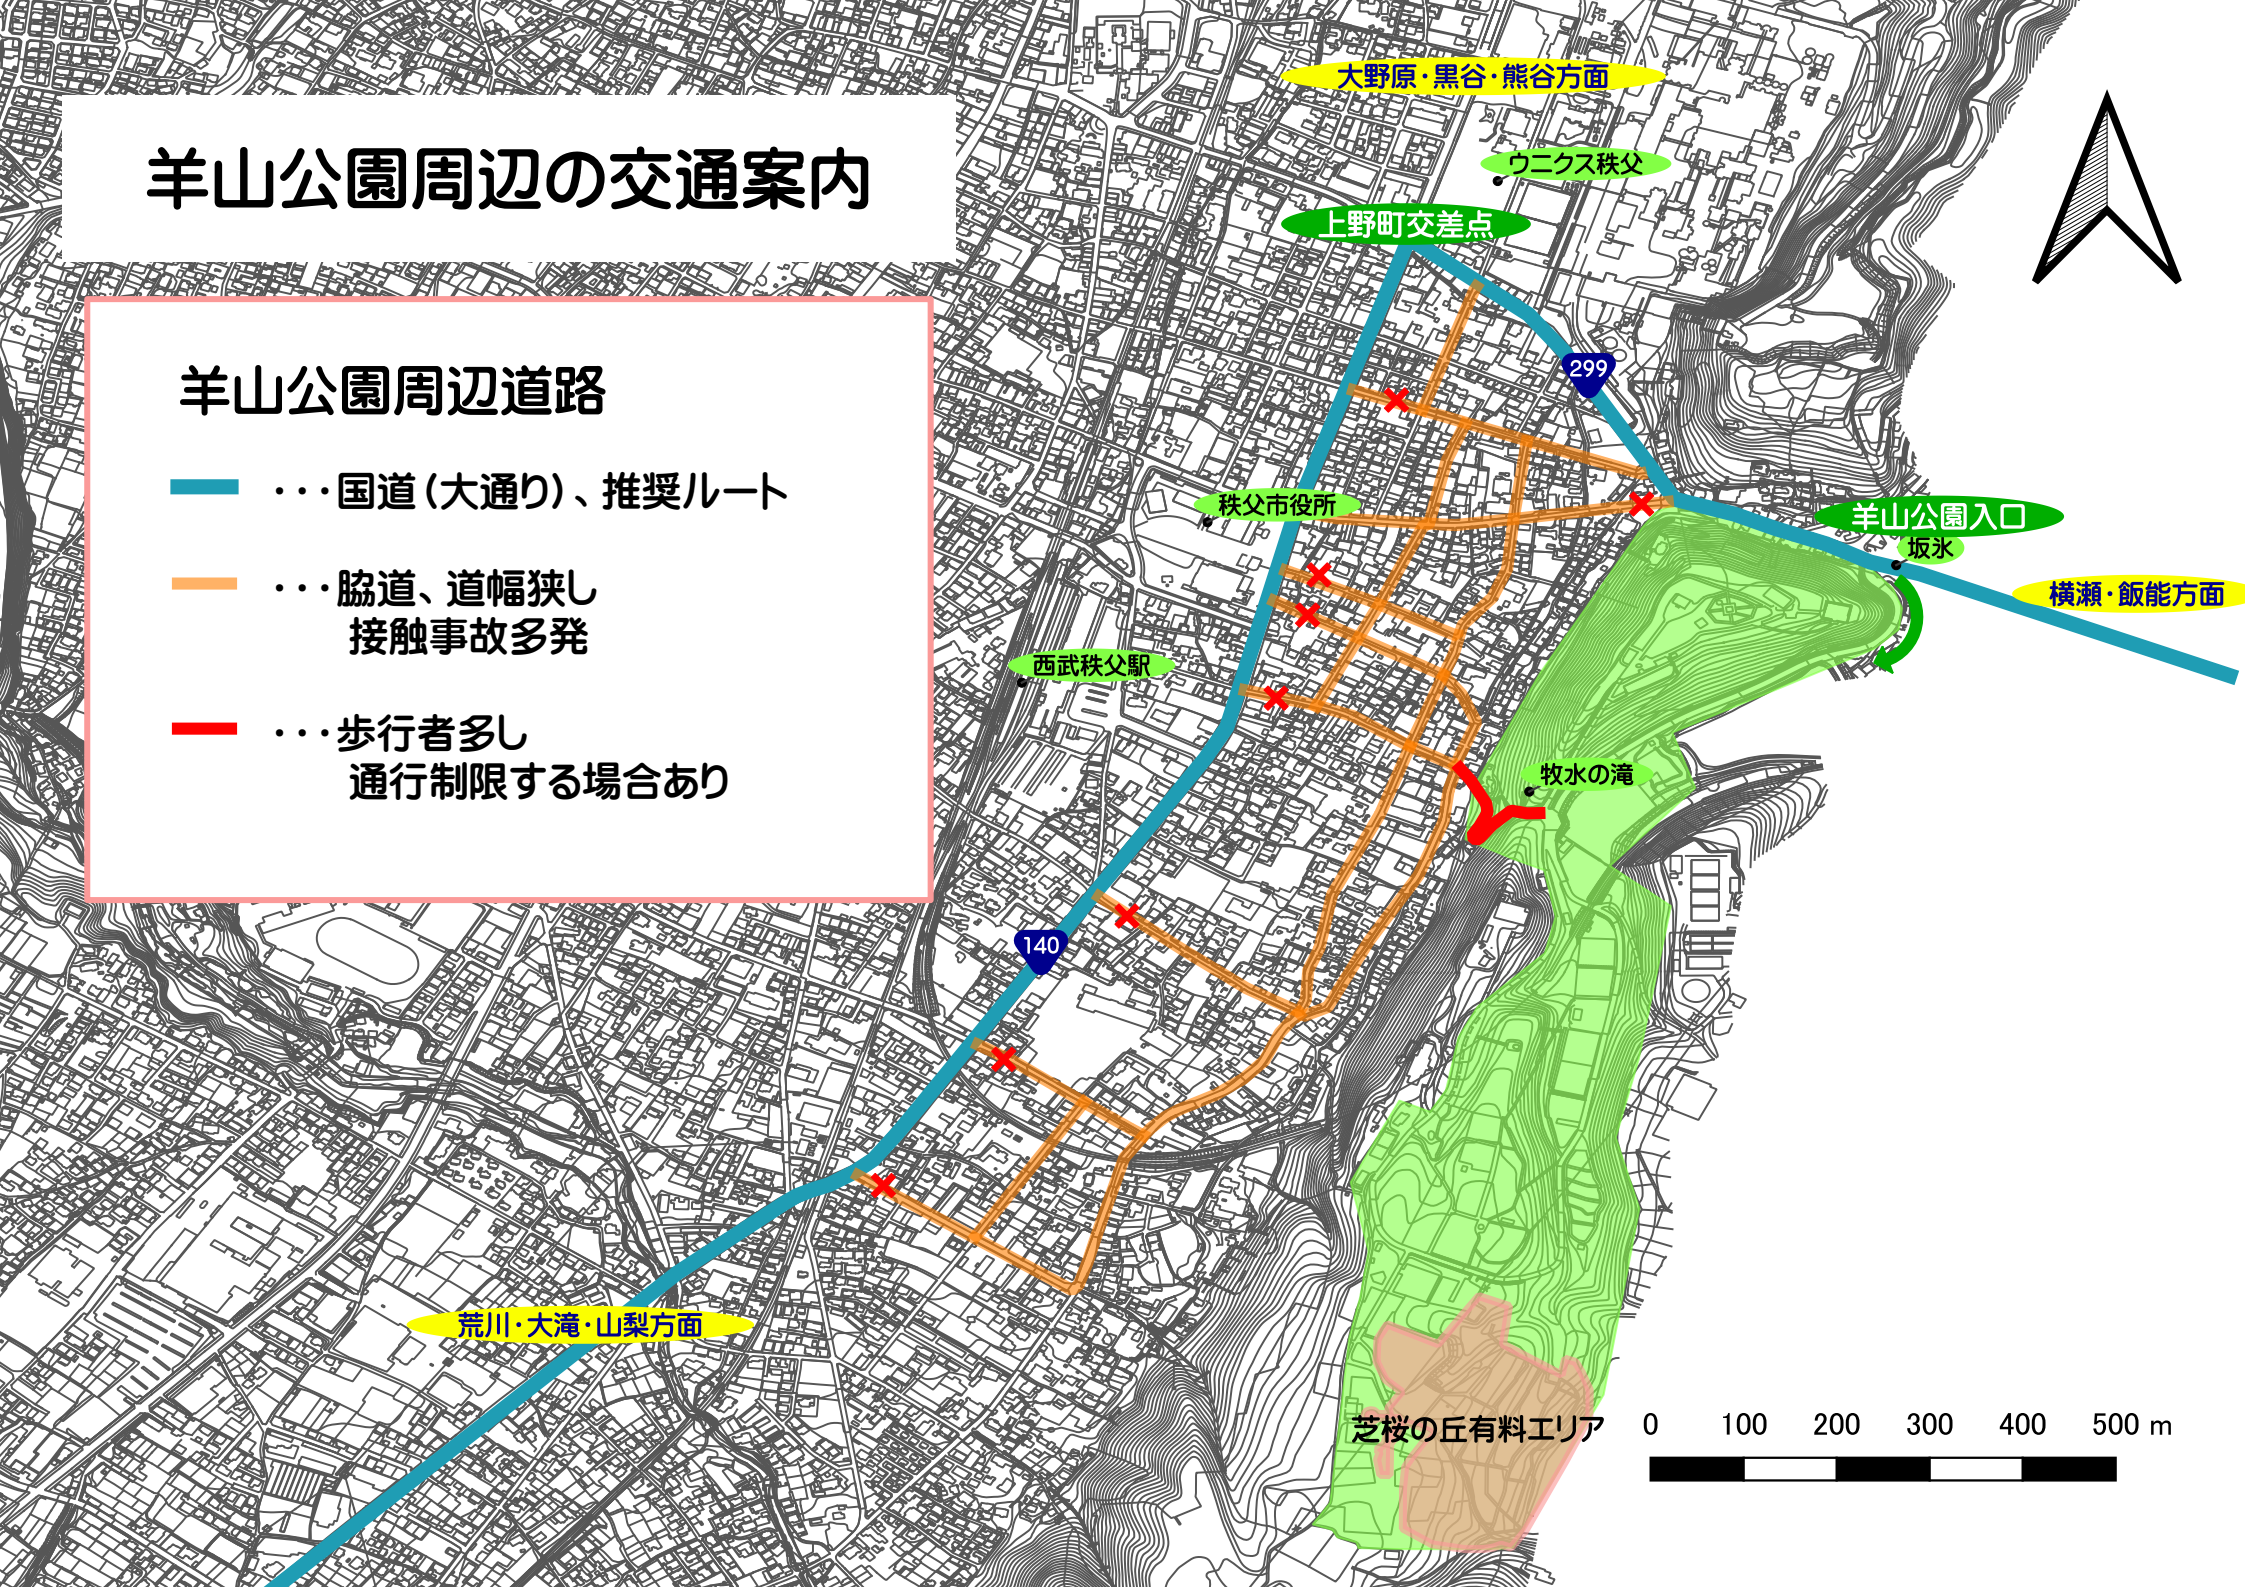 羊山公園周辺の交通案内
羊山公園周辺道路
･･･国道（大通り）、推奨ルート
･･･脇道、道幅狭し
接触事故多発
･･･歩行者多し
通行制限する場合あり
大野原・黒谷・熊谷方面
ウニクス秩父
上野町交差点
299
秩父市役所
羊山公園入口
坂氷
横瀬・飯能方面
西武秩父駅
牧水の滝
140
荒川・大滝・山梨方面
芝桜の丘有料エリア
0 100 200 300 400 500 m